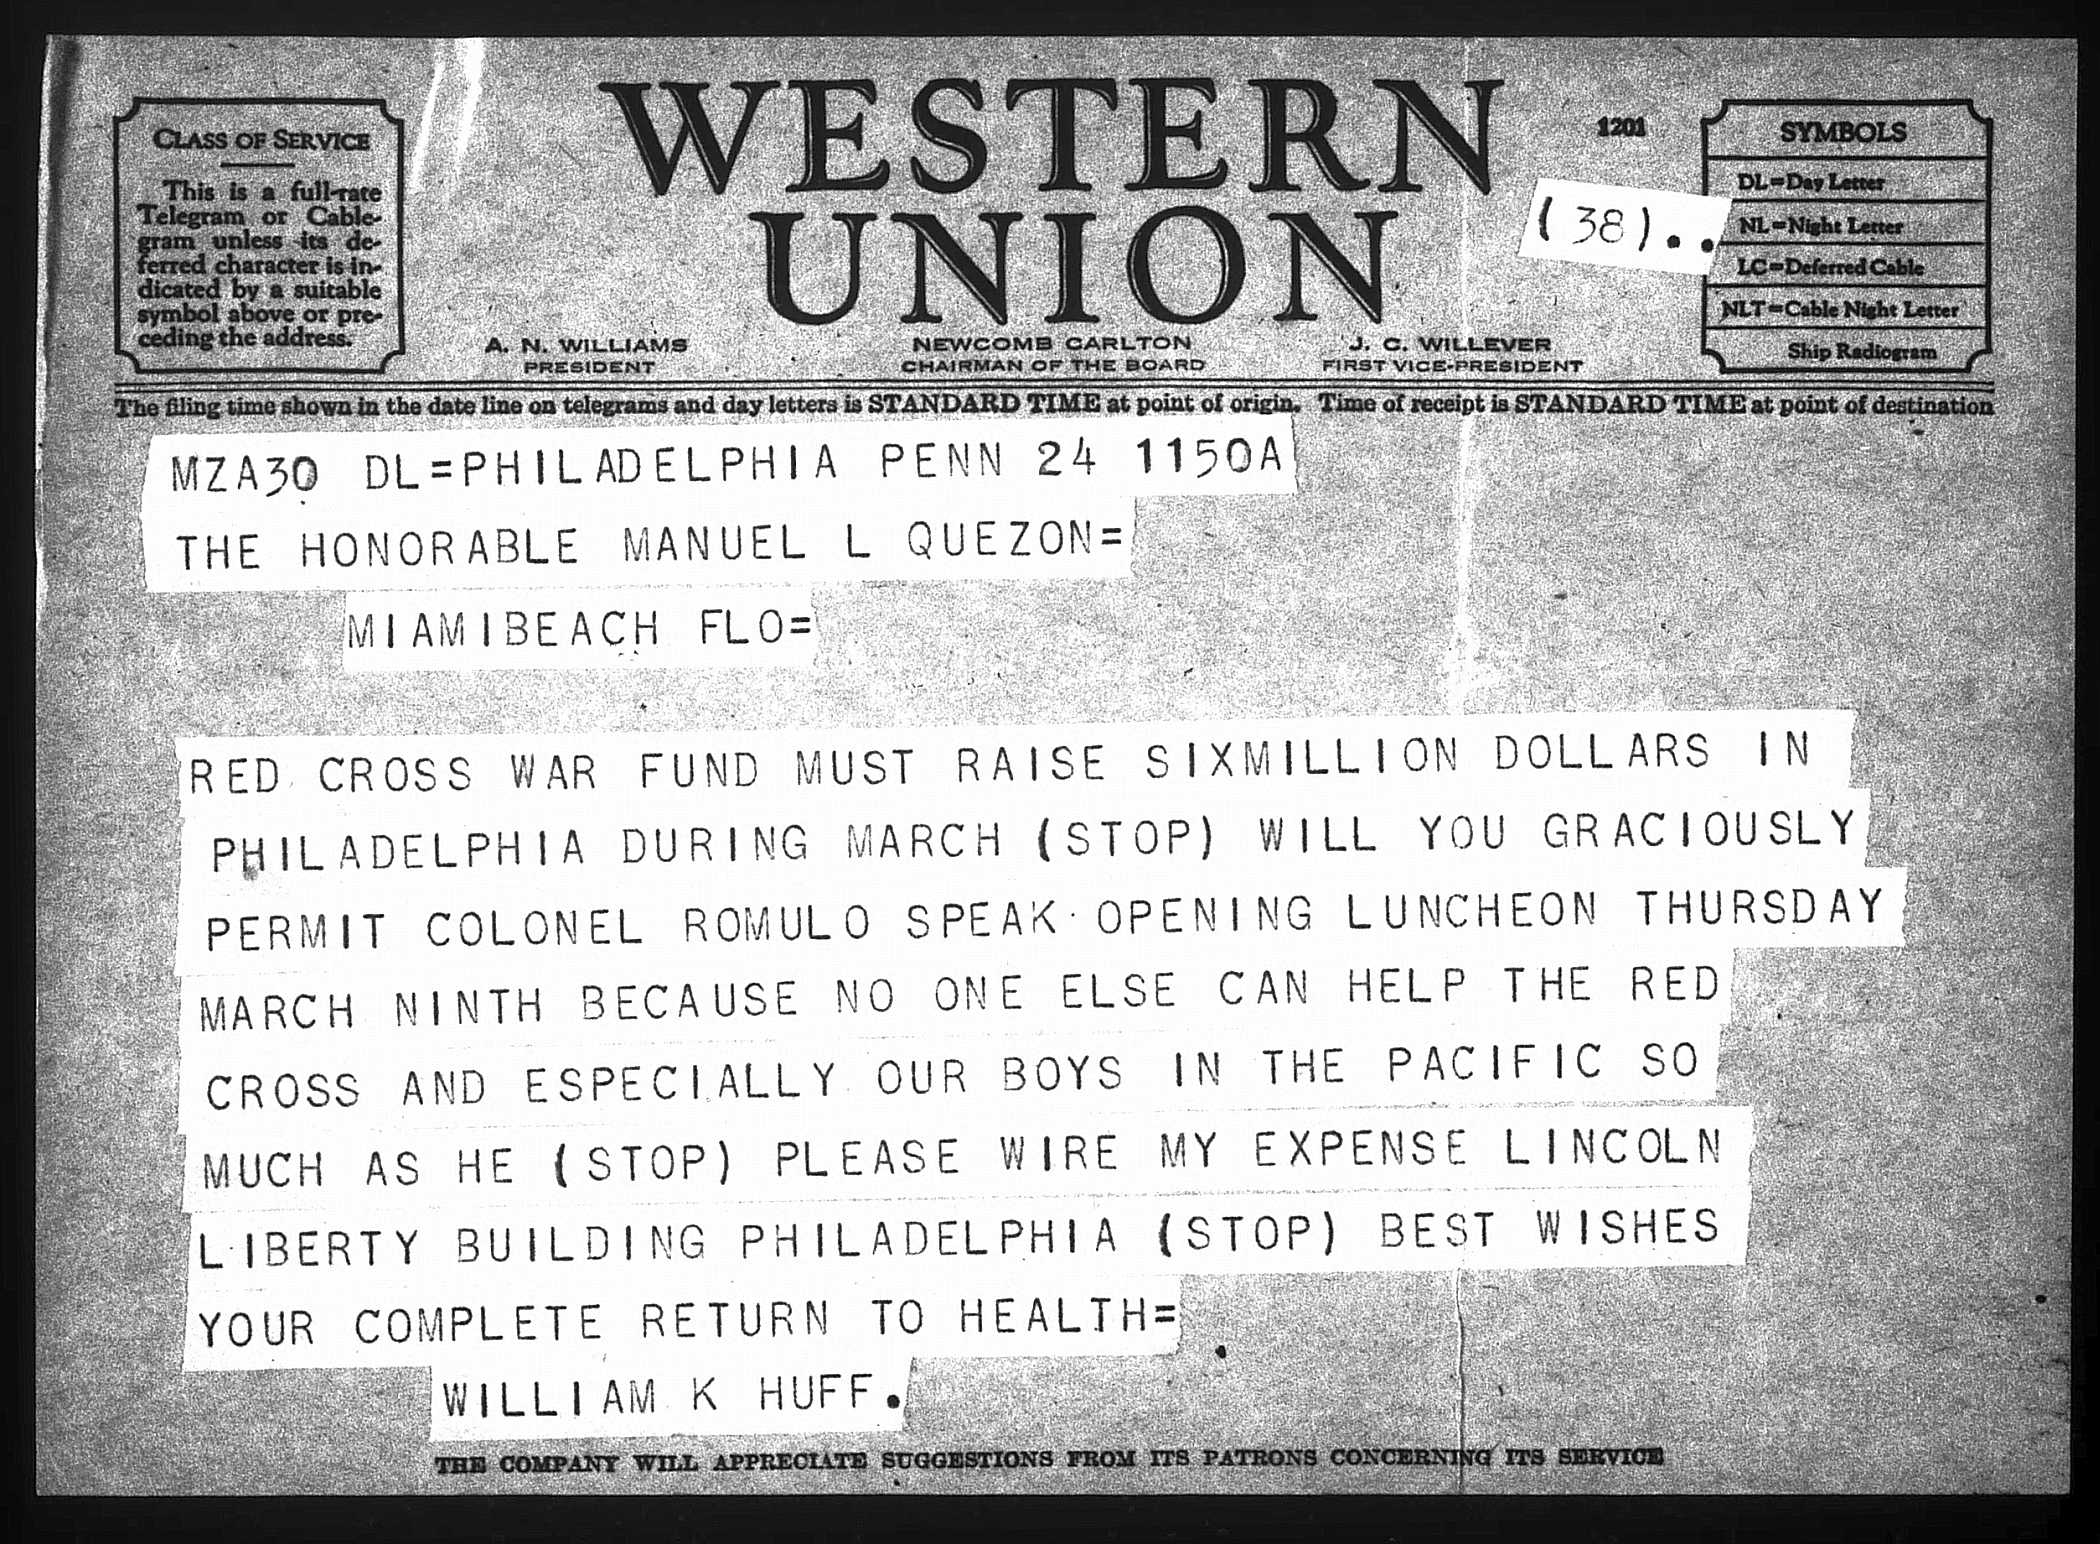 WESTERN
UNION
1201
(38)..
CLASS OF SERVICE
This is a full-rate
Telegram or Cable-
gram unless its de-
ferred character is in-
dicated by a suitable
symbol above or pre-
ceding the address.
SYMBOLS
DL=Day Letter
NL=Night Letter
LC=Deferred Cable
NLT=Cable Night Letter
Ship Radiogram
A. N. WILLIAMS
PRESIDENT
NEWCOMB CARLTON
CHAIRMAN OF THE BOARD
J. C. WILLEVER
FIRST VICE-PRESIDENT
The filing time shown in the date line on telegrams and day letters is STANDARD TIME at point of origin. Time of receipt is STANDARD TIME at point of destination
MZA30 DL=PHILADELPHIA PENN 24 1150A
THE HONORABLE MANUEL L QUEZON=
MIAMIBEACH FLO=
RED CROSS WAR FUND MUST RAISE SIXMILLION DOLLARS IN
PHILADELPHIA DURING MARCH (STOP) WILL YOU GRACIOUSLY
PERMIT COLONEL ROMULO SPEAK OPENING LUNCHEON THURSDAY
MARCH NINTH BECAUSE NO ONE ELSE CAN HELP THE RED
CROSS AND ESPECIALLY OUR BOYS IN THE PACIFIC SO
MUCH AS HE (STOP) PLEASE WIRE MY EXPENSE LINCOLN
LIBERTY BUILDING PHILADELPHIA (STOP) BEST WISHES
YOUR COMPLETE RETURN TO HEALTH=
WILLIAM K HUFF.
THE COMPANY WILL APPRECIATE SUGGESTIONS FROM ITS PATRONS CONCERNING ITS SERVICE